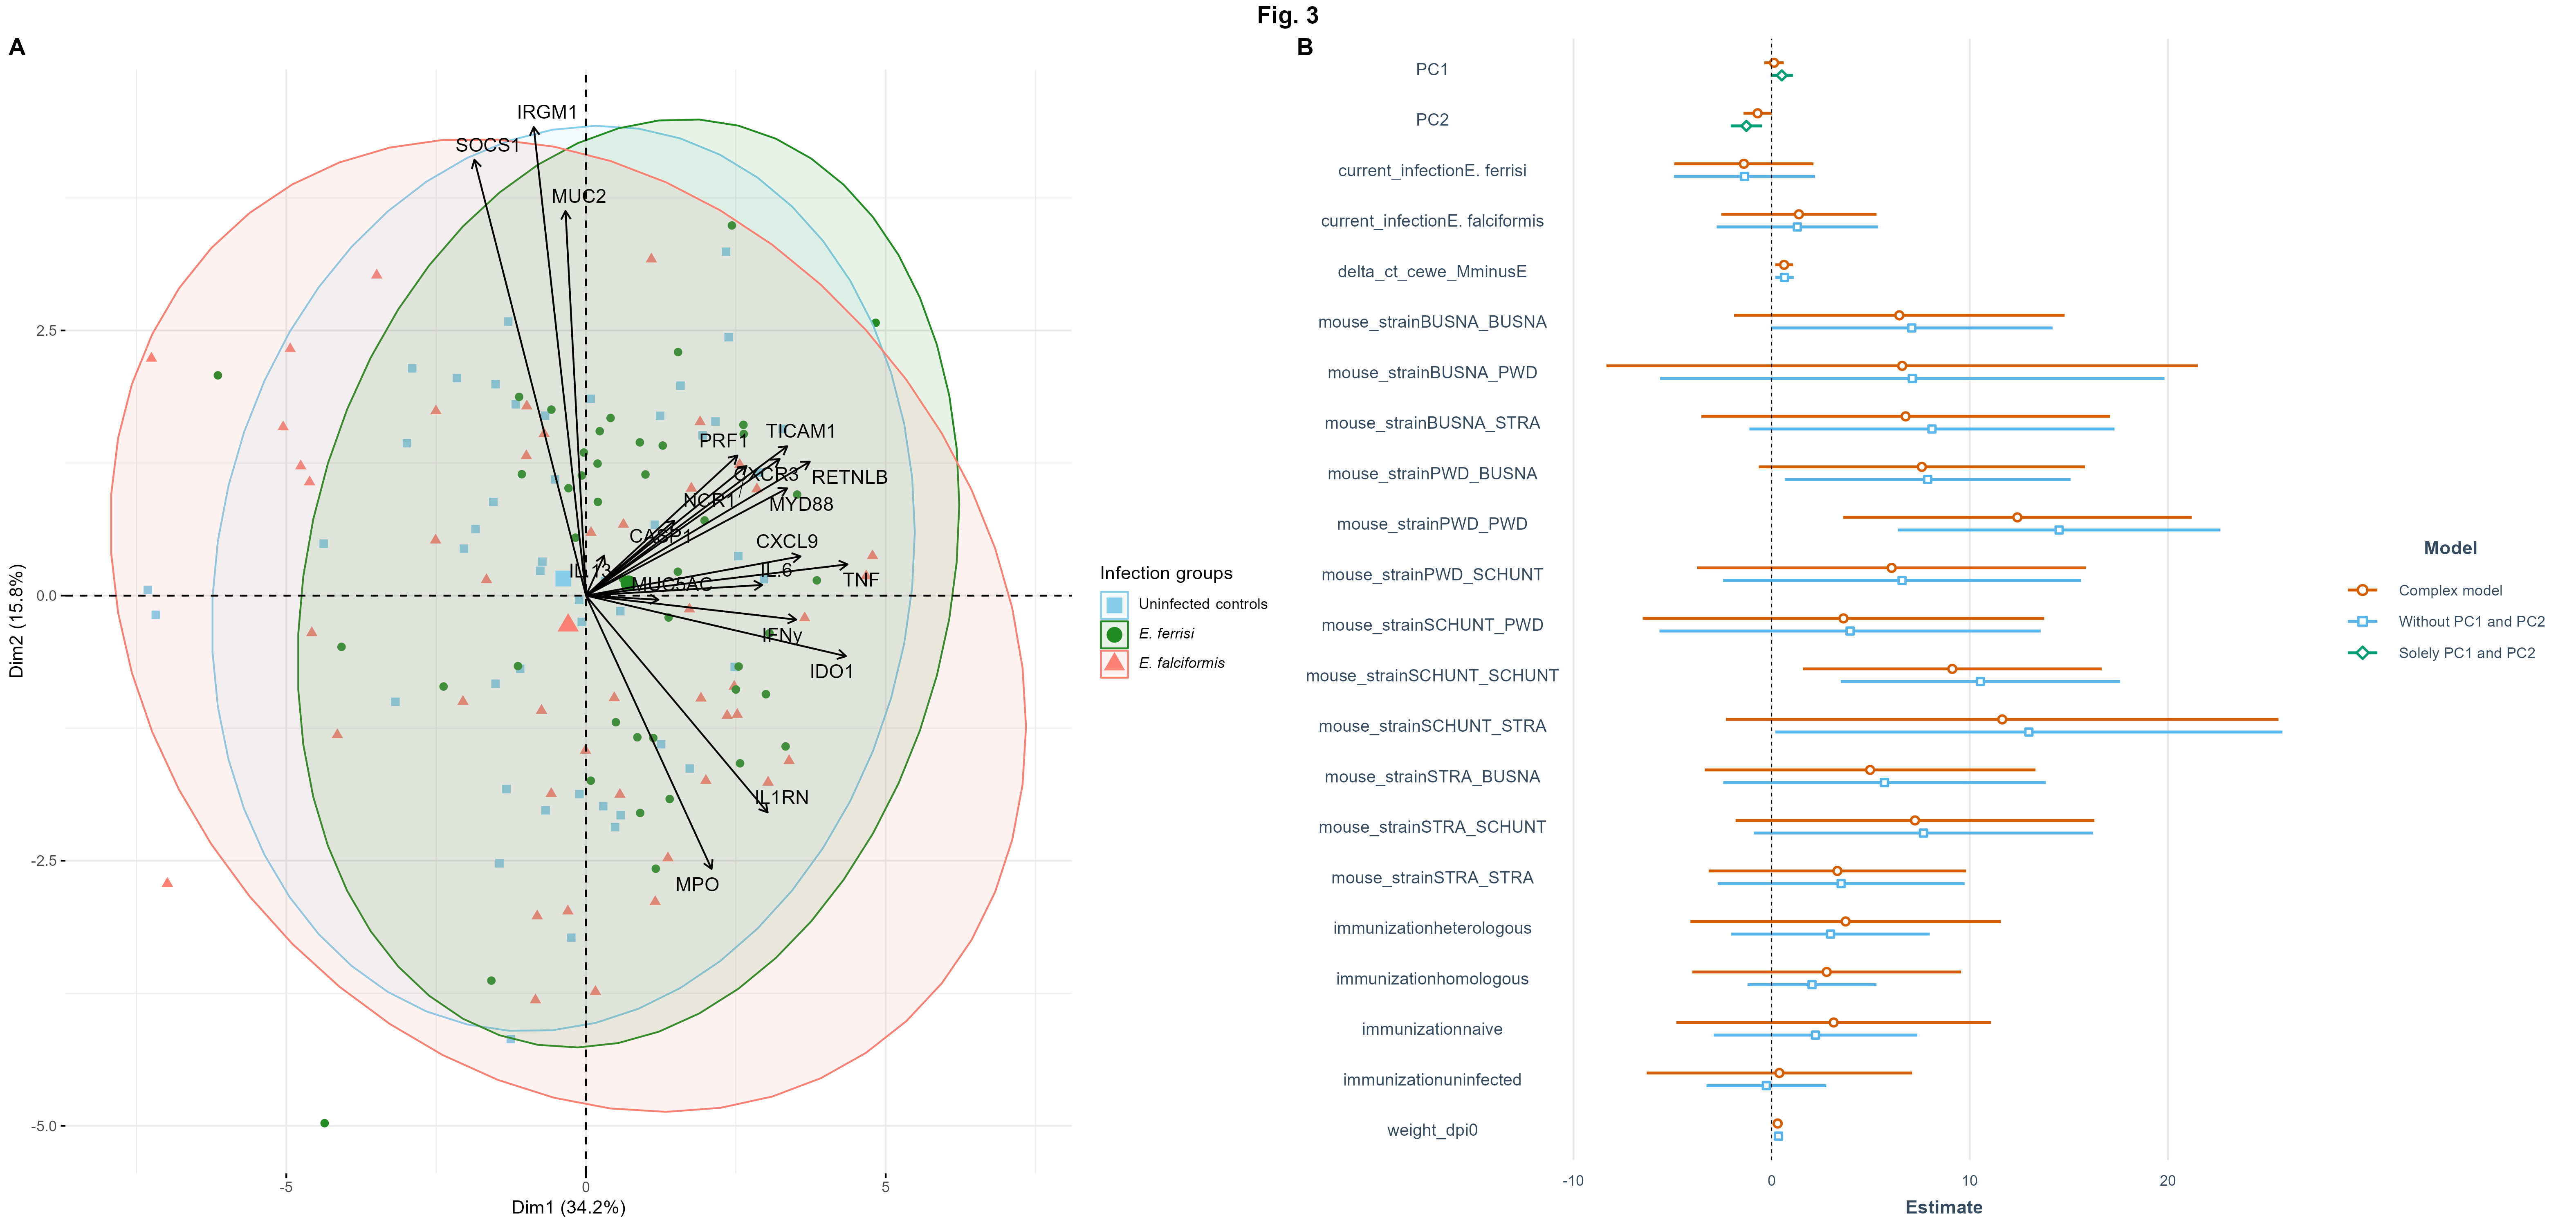 Fig. 3
A
IRGM1
SOCS1
MUC2
TICAM1
PRF1
CXCR3
RETNLB
NCR1
MYD88
CASP1
CXCL9
IL13
IL.6
MUC5AC
TNF
IFNy
IDO1
IL1RN
MPO
2.5
0.0
-2.5
-5.0
-5
0
5
Dim1 (34.2%)
Dim2 (15.8%)
Infection groups
Uninfected controls
E. ferrisi
E. falciformis
B
PC1
PC2
current_infectionE. ferrisi
current_infectionE. falciformis
delta_ct_cewe_MminusE
mouse_strainBUSNA_BUSNA
mouse_strainBUSNA_PWD
mouse_strainBUSNA_STRA
mouse_strainPWD_BUSNA
mouse_strainPWD_PWD
mouse_strainPWD_SCHUNT
mouse_strainSCHUNT_PWD
mouse_strainSCHUNT_SCHUNT
mouse_strainSCHUNT_STRA
mouse_strainSTRA_BUSNA
mouse_strainSTRA_SCHUNT
mouse_strainSTRA_STRA
immunizationheterologous
immunizationhomologous
immunizationnaive
immunizationuninfected
weight_dpi0
-10
0
10
20
Estimate
Model
Complex model
Without PC1 and PC2
Solely PC1 and PC2